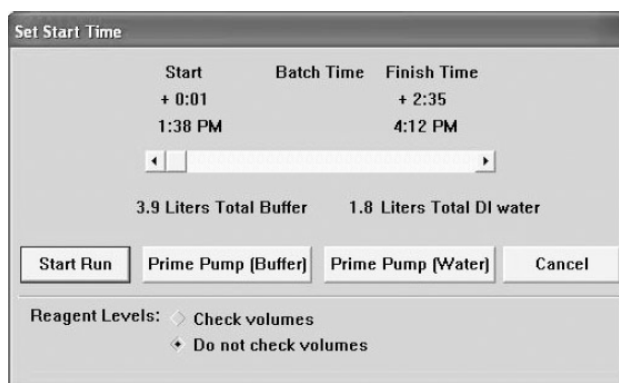 Set Start Time
Start Batch Time Finish Time
+ 0:01 + 2:35
1:38 PM 4:12 PM
3.9 Liters Total Buffer 1.8 Liters Total DI water
Start Run Prime Pump (Buffer) Prime Pump (Water) Cancel
Reagent Levels: Check volumes
Do not check volumes